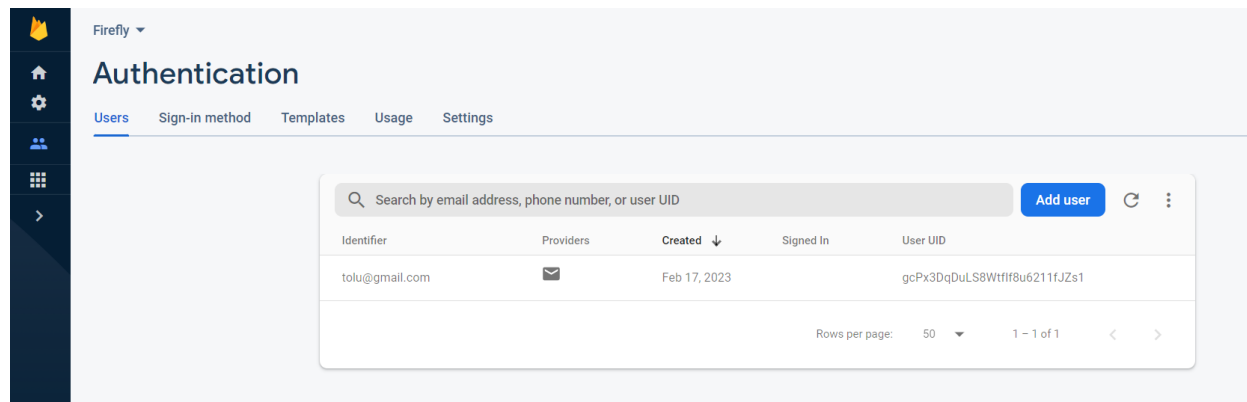 Firefly
Authentication
Users Sign-in method Templates Usage Settings
Search by email address, phone number, or user UID Add user
Identifier Providers Created Signed In User UID
tolu@gmail.com Feb 17, 2023 gcPx3DqDuLS8Wtflf8u6211fJZs1
Rows per page: 50 1 – 1 of 1